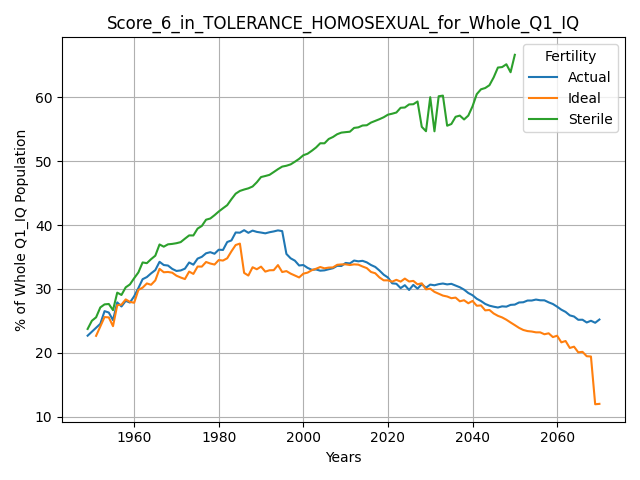 Score_6_in_TOLERANCE_HOMOSEXUAL_for_Whole_Q1_IQ
Fertility
Actual
Ideal
Sterile
% of Whole Q1_IQ Population
60
50
40
30
20
10
1960 1980 2000 2020 2040 2060
Years